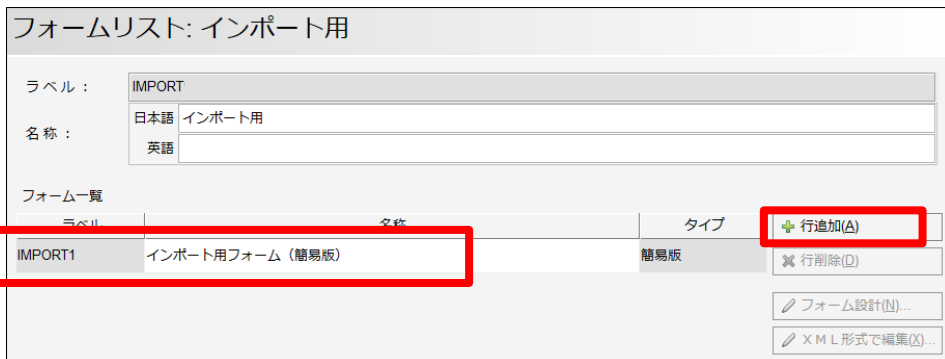 フォームリスト: インポート用
ラベル： IMPORT
名称： 日本語 インポート用
英語
フォーム一覧
ラベル 名称 タイプ 行追加(A)
IMPORT1 インポート用フォーム（簡易版） 簡易版 行削除(D)
フォーム設計(N)...
ＸＭＬ形式で編集(X)...